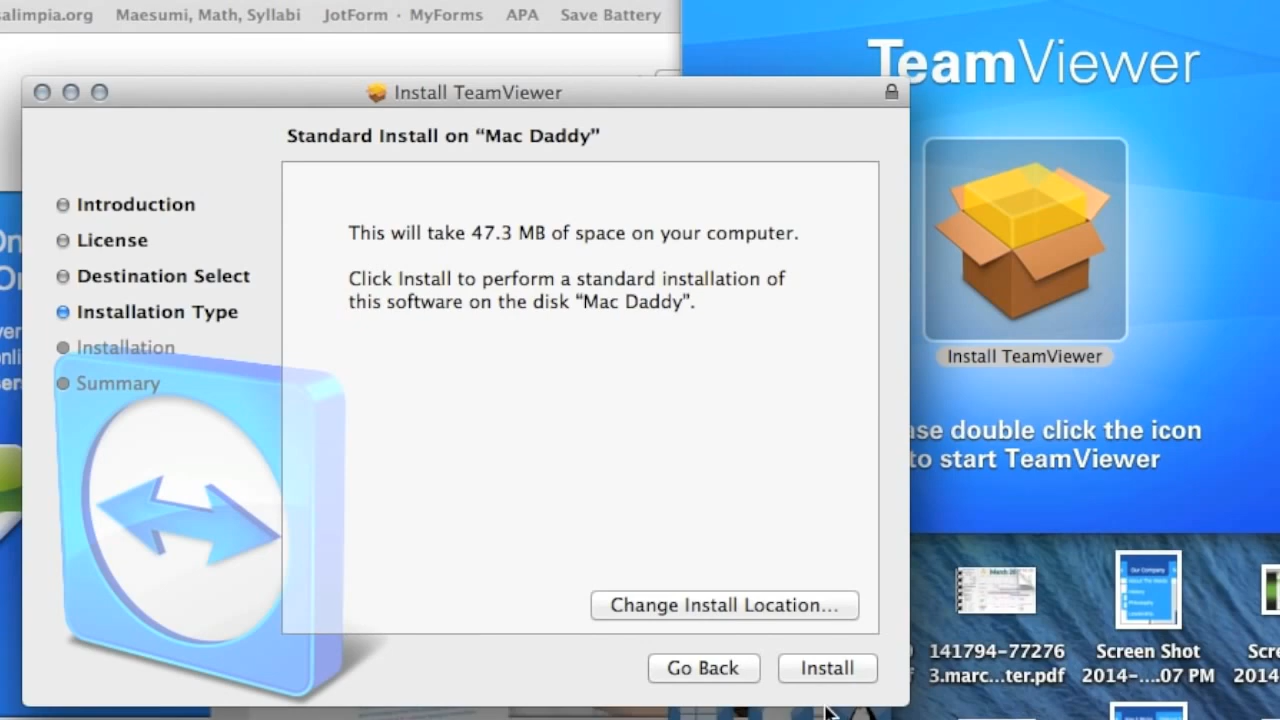 alimpia.org Maesumi, Math, Syllabi JotForm · MyForms APA Save Battery
TeamViewer
Install TeamViewer
Standard Install on “Mac Daddy”
Introduction
License
Destination Select
Installation Type
Installation
Summary
This will take 47.3 MB of space on your computer.
Click Install to perform a standard installation of
this software on the disk “Mac Daddy”.
Change Install Location...
Go Back
Install
Install TeamViewer
ase double click the icon
to start TeamViewer
141794-77276
3.marc...ter.pdf
Screen Shot
2014-....07 PM
Scre
2014
Our Company